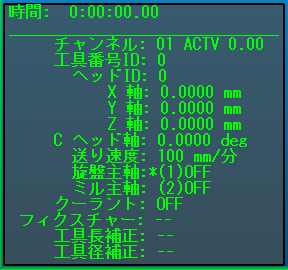 時間: 0:00:00.00
チャンネル: 01 ACTV 0.00
工具番号ID: 0
ヘッドID: 0
X 軸: 0.0000 mm
Y 軸: 0.0000 mm
Z 軸: 0.0000 mm
C ヘッド軸: 0.0000 deg
送り速度: 100 mm/分
旋盤主軸:*(1)OFF
ミル主軸: (2)OFF
クーラント: OFF
フィクスチャー: --
工具長補正: --
工具径補正: --